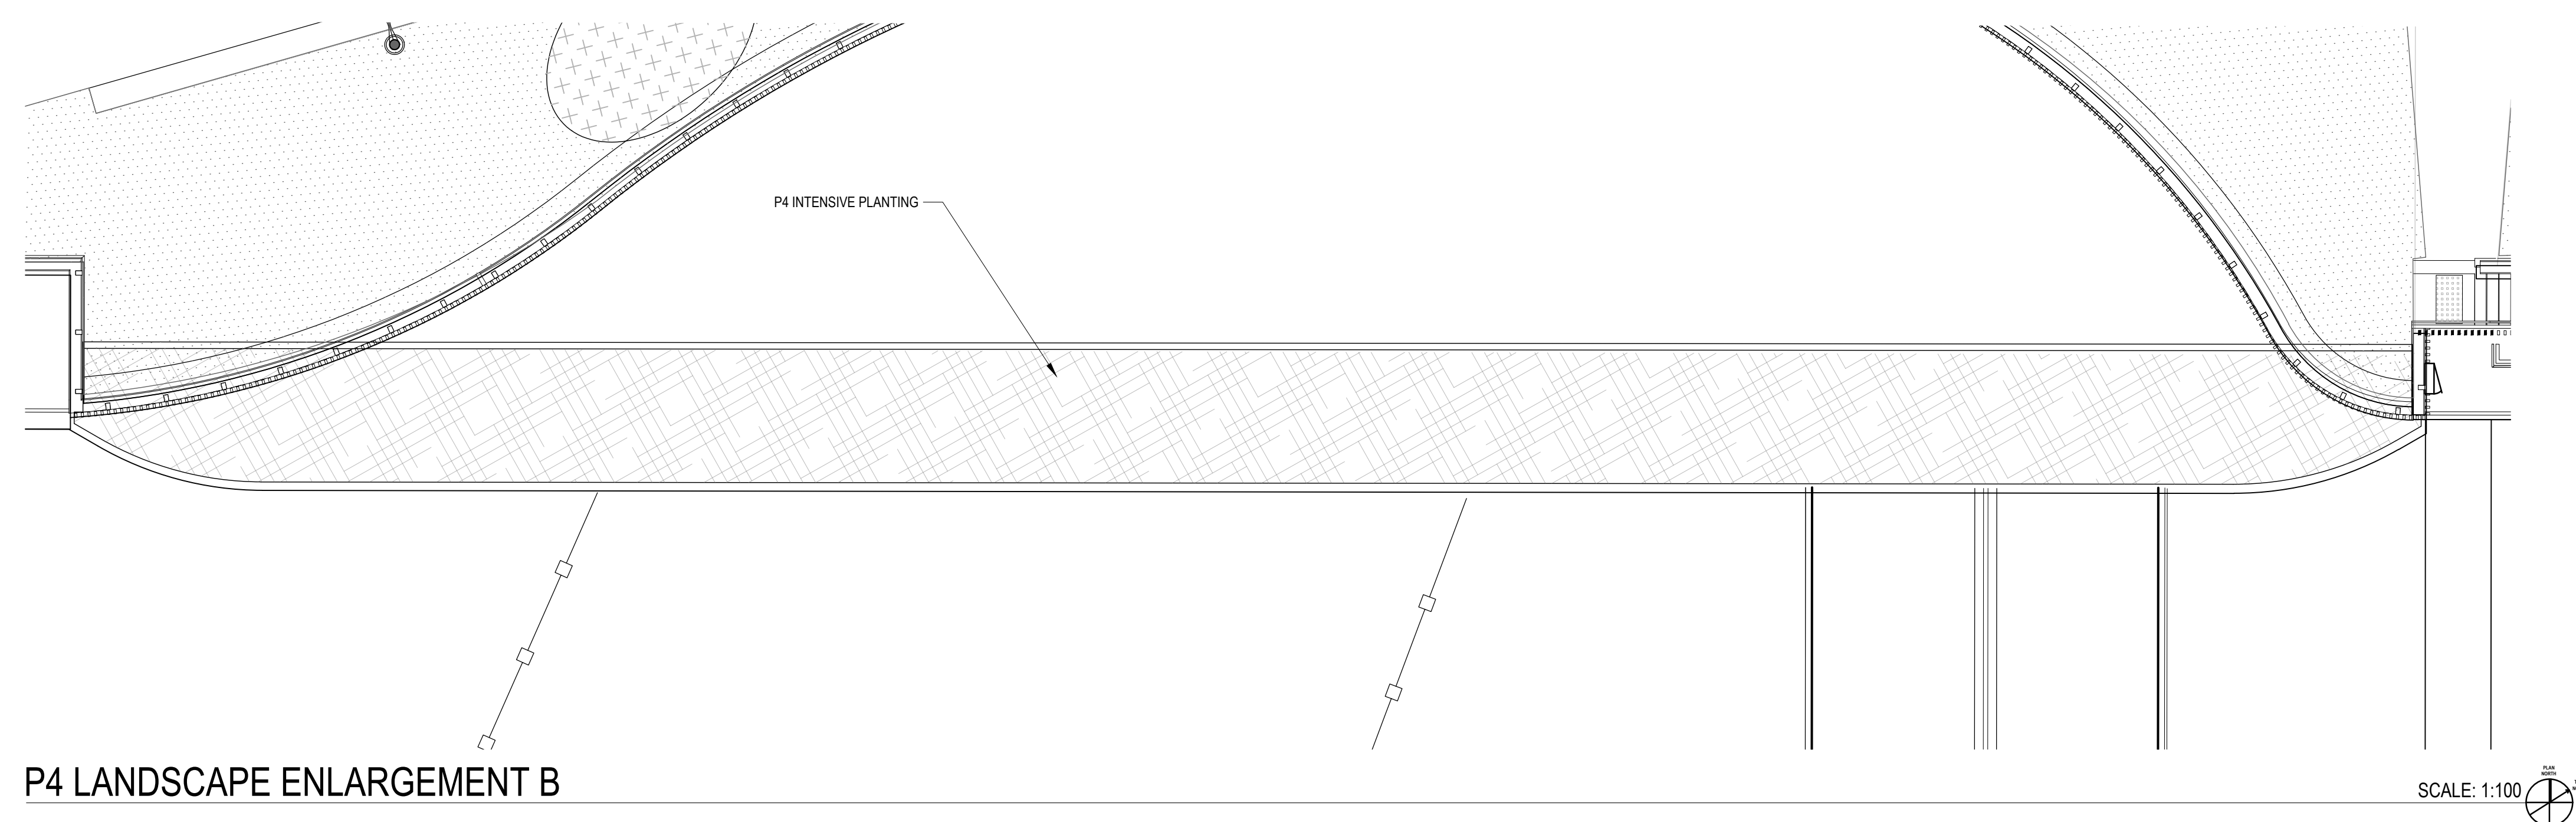 P4 INTENSIVE PLANTING
P4 LANDSCAPE ENLARGEMENT B
SCALE: 1:100
PLAN
NORTH